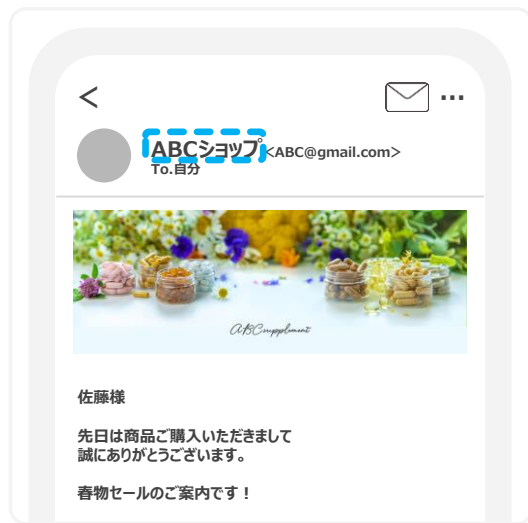 <
...
ABCショップ<ABC@gmail.com>
To.自分
ABCsupplement
佐藤様
先日は商品ご購入いただきまして
誠にありがとうございます。
春物セールのご案内です！